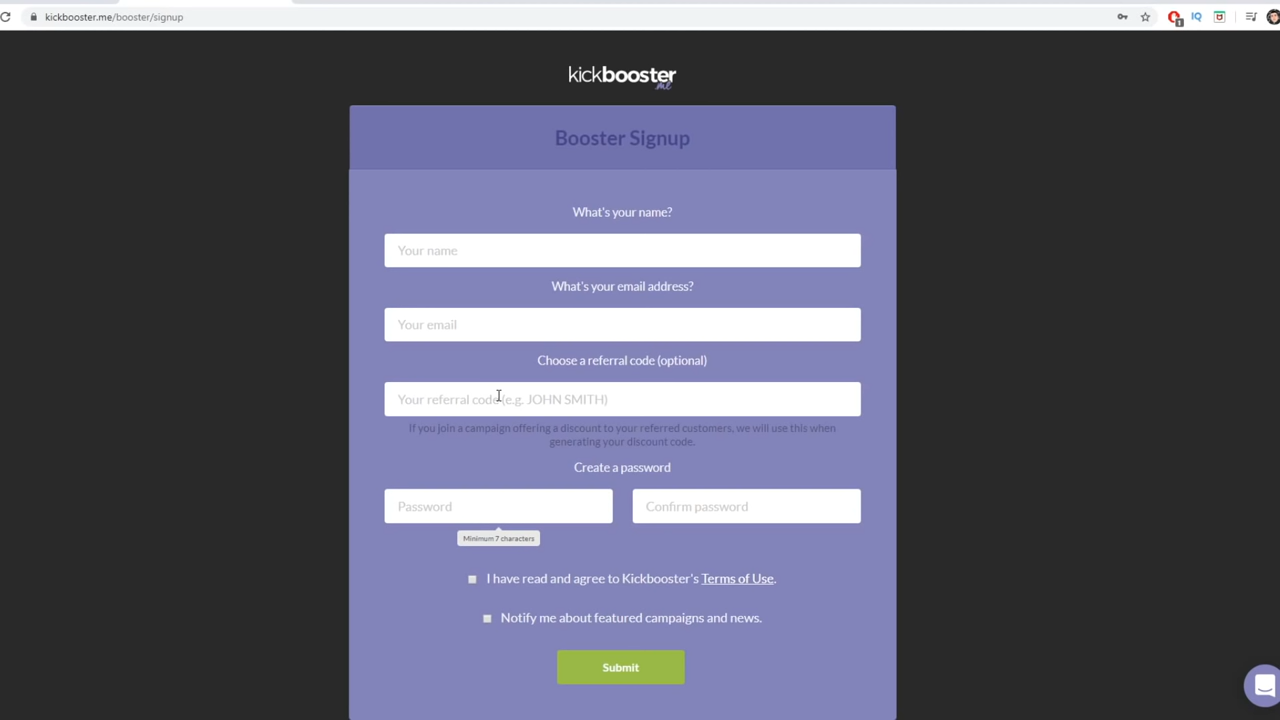 kickbooster.me/booster/signup
1
IQ
kickbooster
.me
Booster Signup
What's your name?
Your name
What's your email address?
Your email
Choose a referral code (optional)
Your referral code (e.g. JOHN SMITH)
If you join a campaign offering a discount to your referred customers, we will use this when
generating your discount code.
Create a password
Password
Confirm password
Minimum 7 characters
I have read and agree to Kickbooster's Terms of Use.
Notify me about featured campaigns and news.
Submit